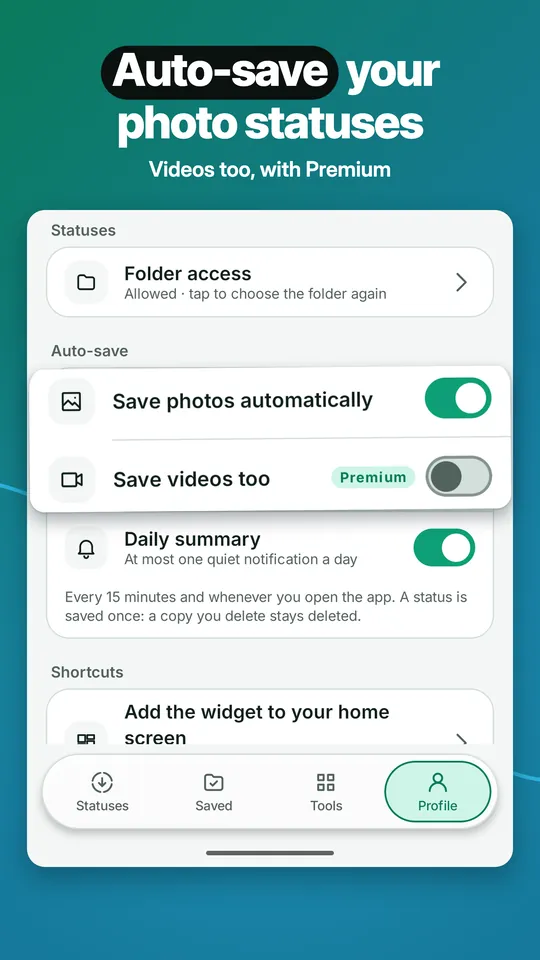 Auto-save your
photo statuses
Videos too, with Premium
Statuses
Folder access
Allowed · tap to choose the folder again
Auto-save
Save photos automatically
Save videos too
Premium
Daily summary
At most one quiet notification a day
Every 15 minutes and whenever you open the app. A status is
saved once: a copy you delete stays deleted.
Shortcuts
Add the widget to your home
screen
Statuses
Saved
Tools
Profile